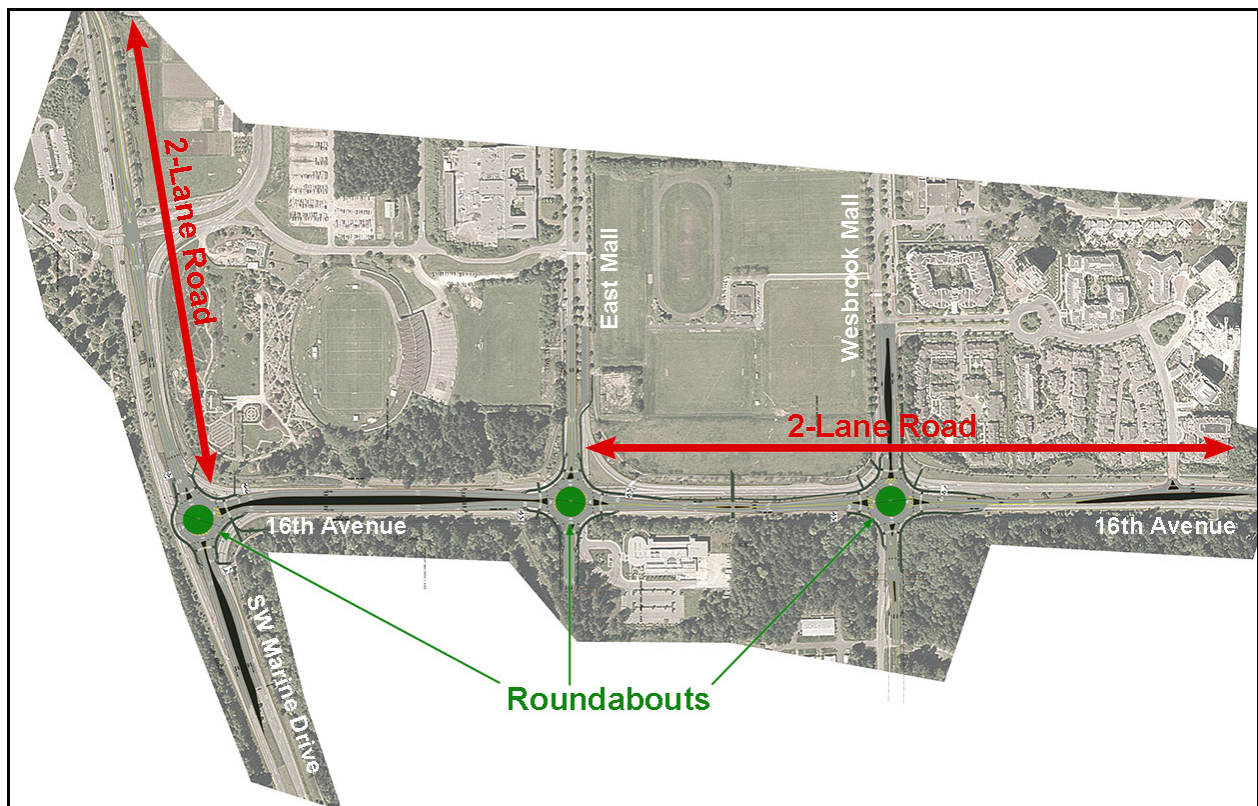 2-Lane Road
East Mall
Wesbrook Mall
2-Lane Road
16th Avenue
16th Avenue
SW Marine Drive
Roundabouts